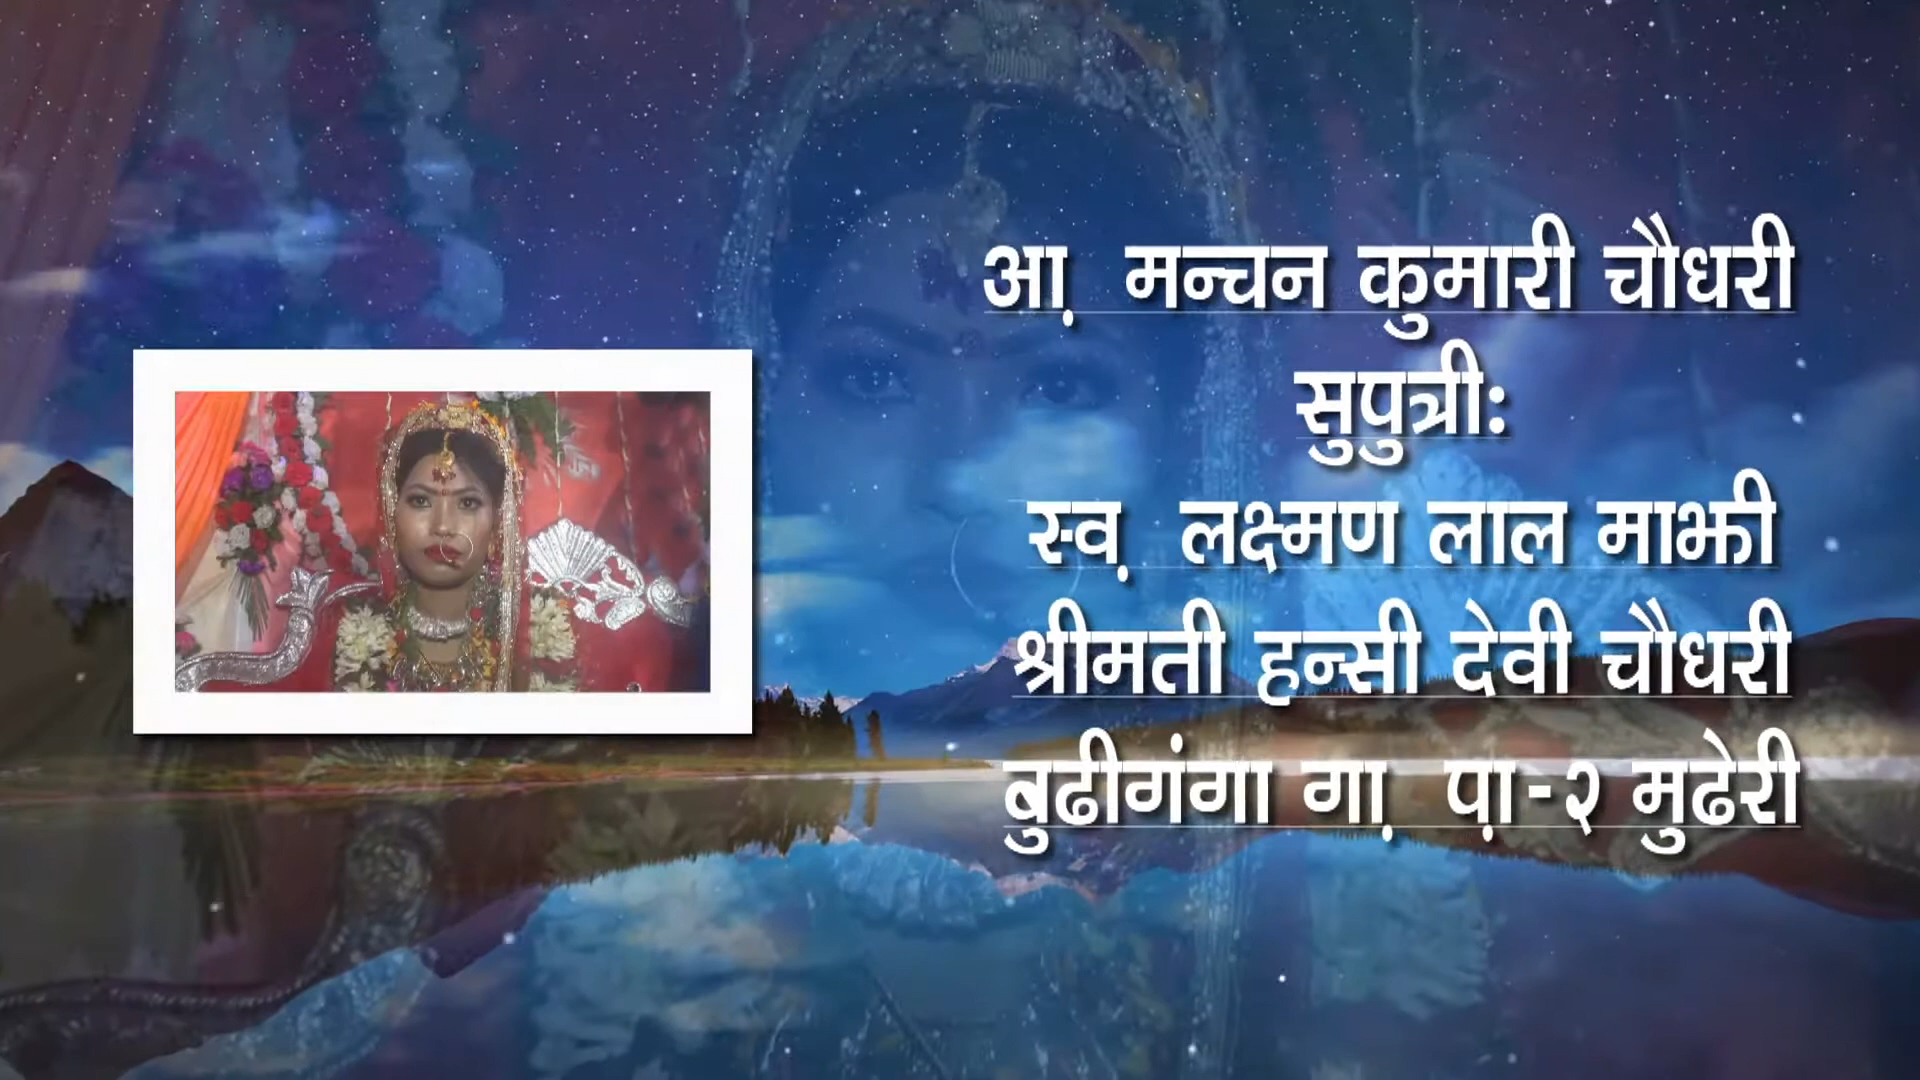 आ़ मन्चन कुमारी चौधरी
सुपुत्रीः
स्व़ लक्ष्मण लाल माझी
श्रीमती हन्सी देवी चौधरी
बुढीगंगा गा़ पा़-२ मुढेरी